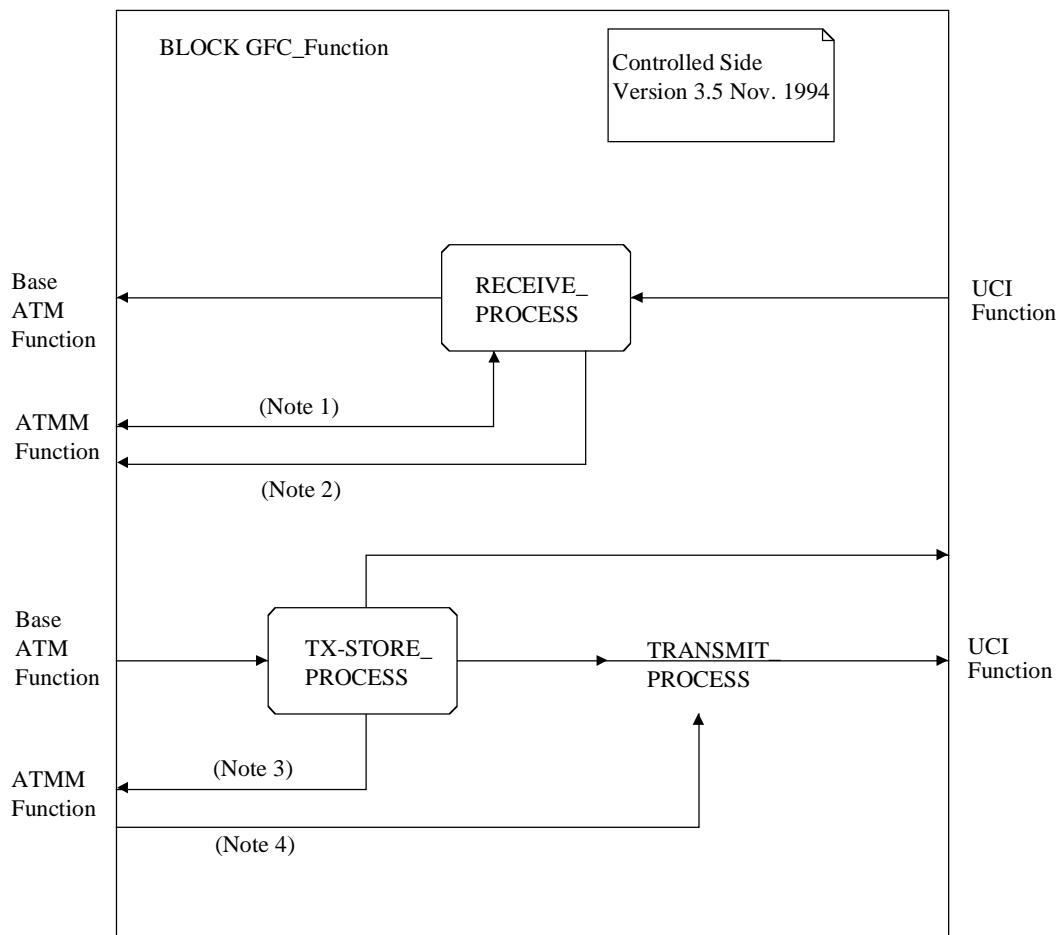 BLOCK GFC_Function
Controlled Side
Version 3.5 Nov. 1994
Base
ATM
Function
RECEIVE_
PROCESS
UCI
Function
ATMM
Function
(Note 1)
(Note 2)
Base
ATM
Function
TX-STORE_
PROCESS
TRANSMIT_
PROCESS
UCI
Function
ATMM
Function
(Note 3)
(Note 4)